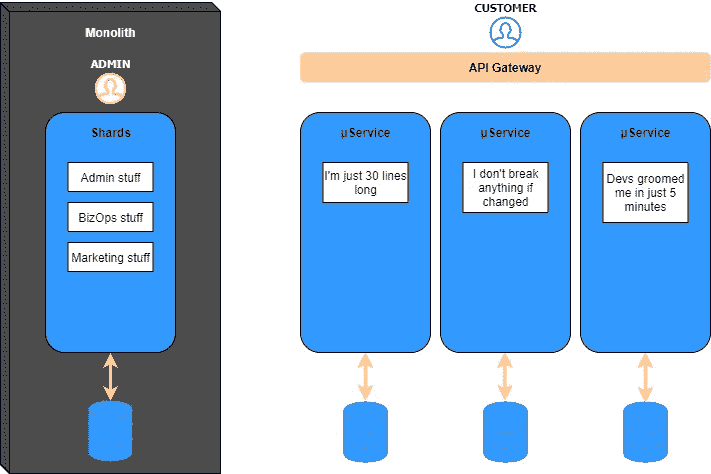 Monolith
ADMIN
Shards
Admin stuff
BizOps stuff
Marketing stuff
CUSTOMER
API Gateway
µService
I'm just 30 lines
long
µService
I don't break
anything if
changed
µService
Devs groomed
me in just 5
minutes